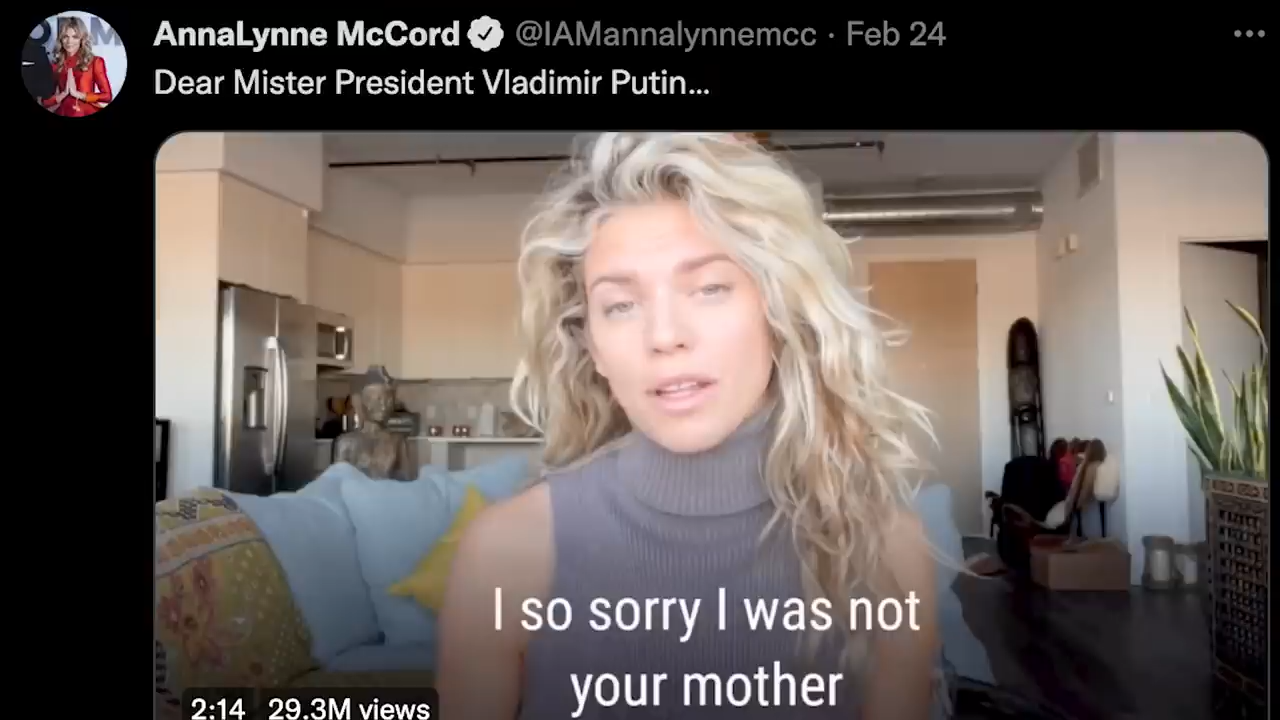 AnnaLynne McCord @IAMannalynnemcc · Feb 24
Dear Mister President Vladimir Putin...
I so sorry I was not
your mother
2:14 29.3M views